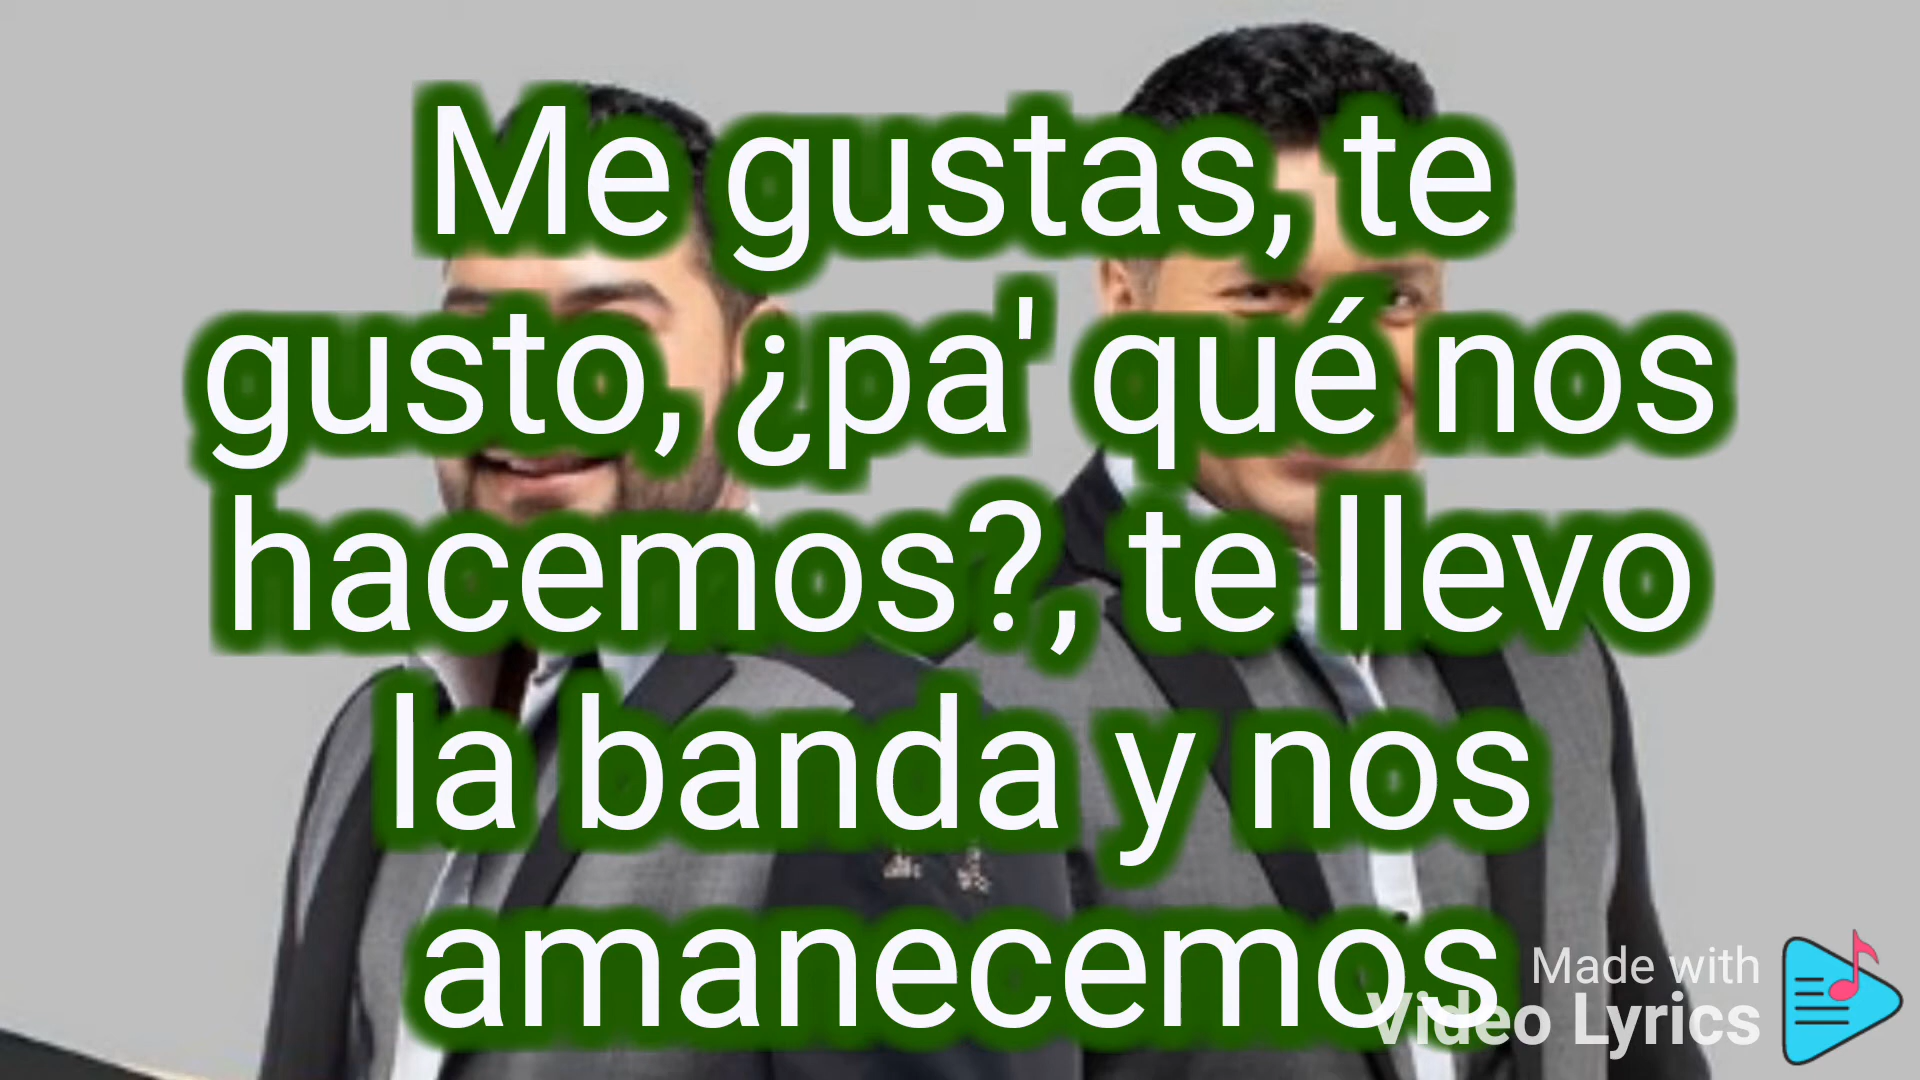 Me gustas, te
gusto, ¿pa' qué nos
hacemos?, te llevo
la banda y nos
amanecemos
Made with
Video Lyrics